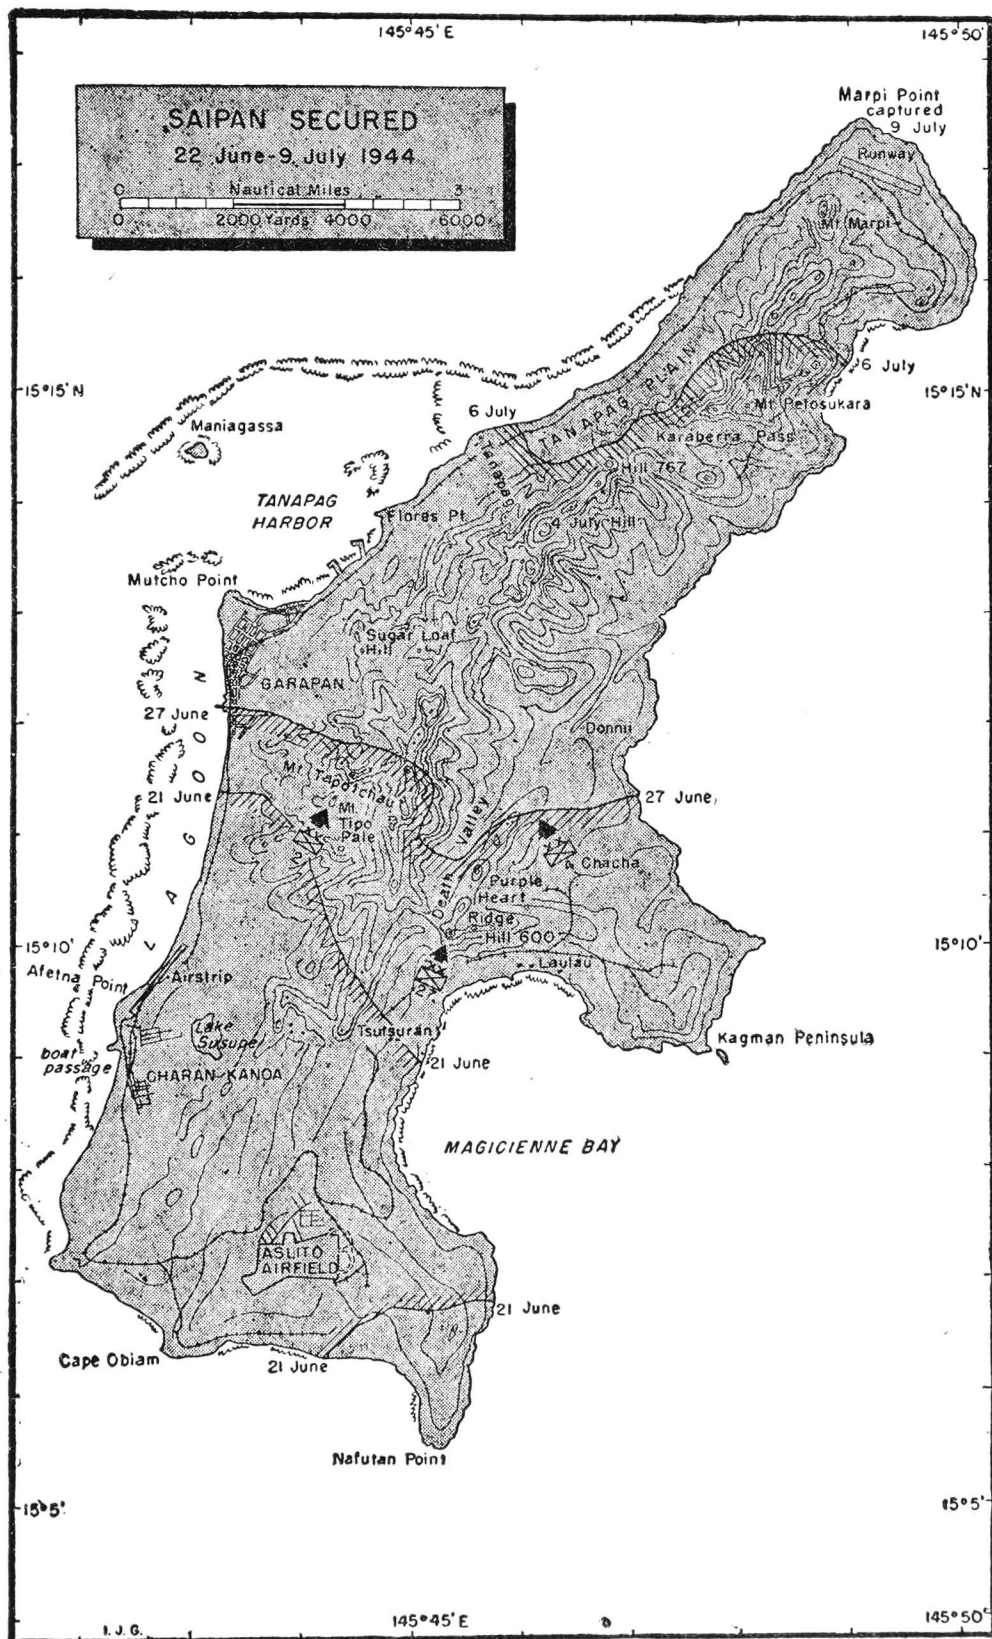 145°45' E
145°50'
SAIPAN SECURED
22 June-9 July 1944
0 Nautical Miles 3
0 2000 Yards 4000 6000
Marpi Point
captured
9 July
Runway
Mt. Marpi
15°15' N
15°15' N
6 July
6 July
TANAPAG PLAIN
Mt. Petosukara
Karaberra Pass
Maniagassa
Tanapag
Hill 767
TANAPAG
HARBOR
Flores Pt.
4 July Hill
Mutcho Point
Sugar Loaf
Hill
GARAPAN
27 June
Donnii
LAGOON
21 June
Mt. Tapotchau
Mt.
Tipo
Pale
27 June
Death Valley
Chacha
Purple
Heart
Ridge
Hill 600
Laulau
15°10'
15°10'
Afetna Point
Airstrip
Lake
Susupe
Tsutsuran
Kagman Peninsula
boat
passage
CHARAN-KANOA
21 June
MAGICIENNE BAY
ASLITO
AIRFIELD
21 June
Cape Obiam
21 June
Nafutan Point
15°5'
15°5'
145°45' E
145°50'
I. J. G.